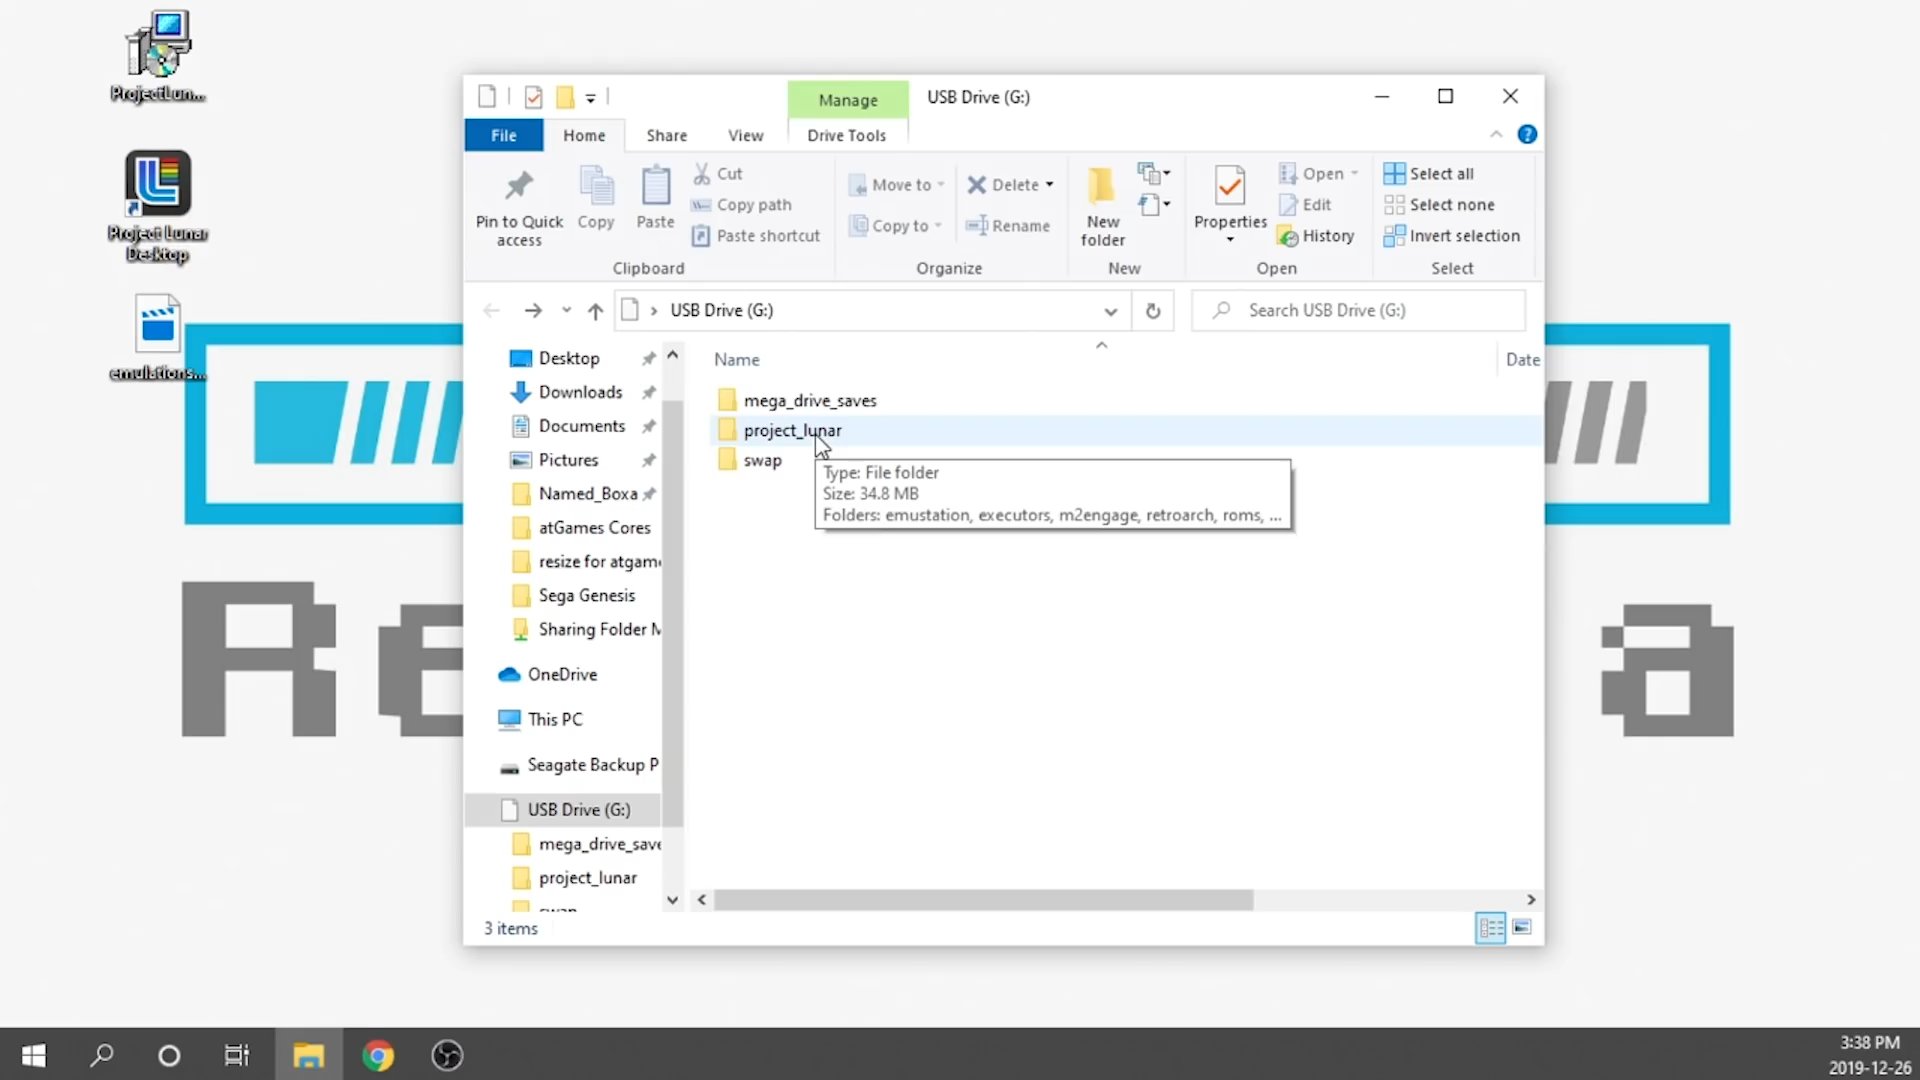 ProjectLun...
Project Lunar
Desktop
emulations...
Manage
USB Drive (G:)
File
Home
Share
View
Drive Tools
Pin to Quick
access
Copy
Paste
Cut
Copy path
Paste shortcut
Clipboard
Move to
Copy to
Delete
Rename
Organize
New
folder
New
Properties
Open
Edit
History
Open
Select all
Select none
Invert selection
Select
USB Drive (G:)
Search USB Drive (G:)
Desktop
Downloads
Documents
Pictures
Named_Boxa
atGames Cores
resize for atgam
Sega Genesis
Sharing Folder M
OneDrive
This PC
Seagate Backup P
USB Drive (G:)
mega_drive_save
project_lunar
swap
Name
Date
mega_drive_saves
project_lunar
swap
Type: File folder
Size: 34.8 MB
Folders: emustation, executors, m2engage, retroarch, roms, ...
3 items
Re
a
3:38 PM
2019-12-26